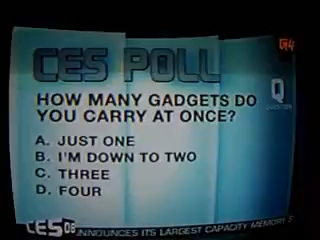 CES POLL
G4
HOW MANY GADGETS DO
YOU CARRY AT ONCE?
Q
QUESTION
A. JUST ONE
B. I'M DOWN TO TWO
C. THREE
D. FOUR
CES 08
ANNOUNCES ITS LARGEST CAPACITY MEMORY